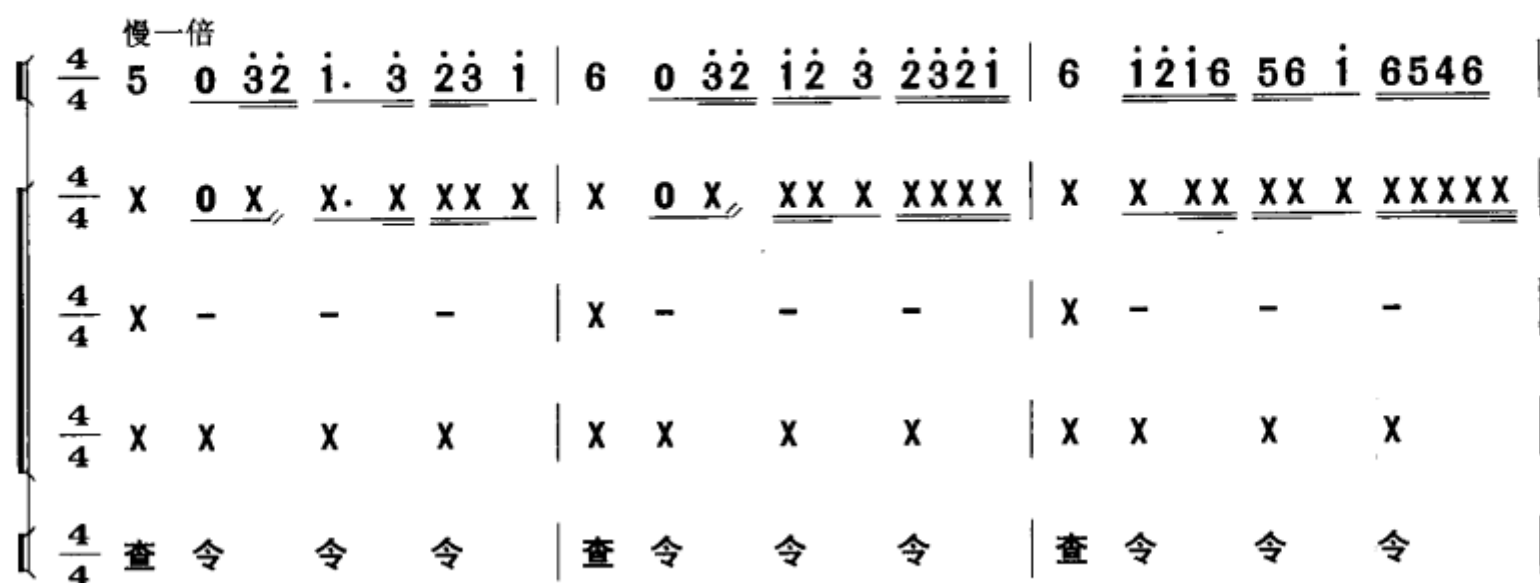 慢一倍
4/4 5 0 3̇2̇ 1̇. 3̇ 2̇3̇ 1̇ | 6 0 3̇2̇ 1̇2̇ 3̇ 2̇3̇2̇1̇ | 6 1̇2̇1̇6 56 1̇ 6546 |
4/4 X 0 X X. X XX X | X 0 X XX X XXXX | X X XX XX X XXXXX |
4/4 X - - - | X - - - | X - - - |
4/4 X X X X | X X X X | X X X X |
4/4 查 令 令 令 | 查 令 令 令 | 查 令 令 令 |